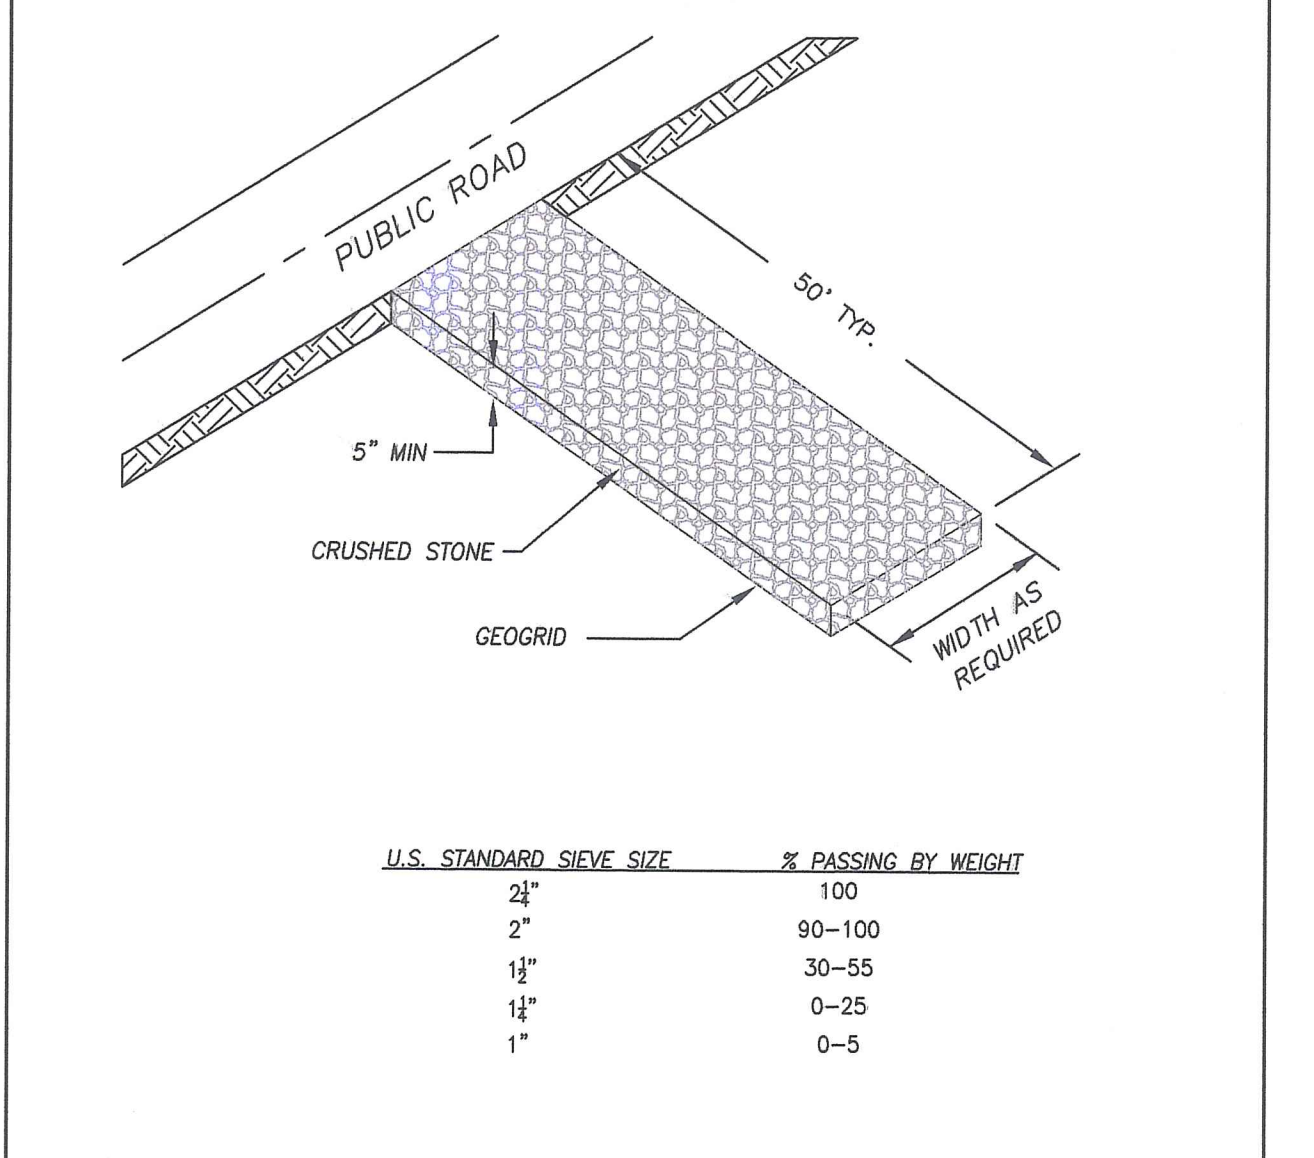 PUBLIC ROAD
50' TYP.
5" MIN
CRUSHED STONE
GEOGRID
WIDTH AS
REQUIRED
U.S. STANDARD SIEVE SIZE % PASSING BY WEIGHT
2¼" 100
2" 90-100
1½" 30-55
1¼" 0-25
1" 0-5